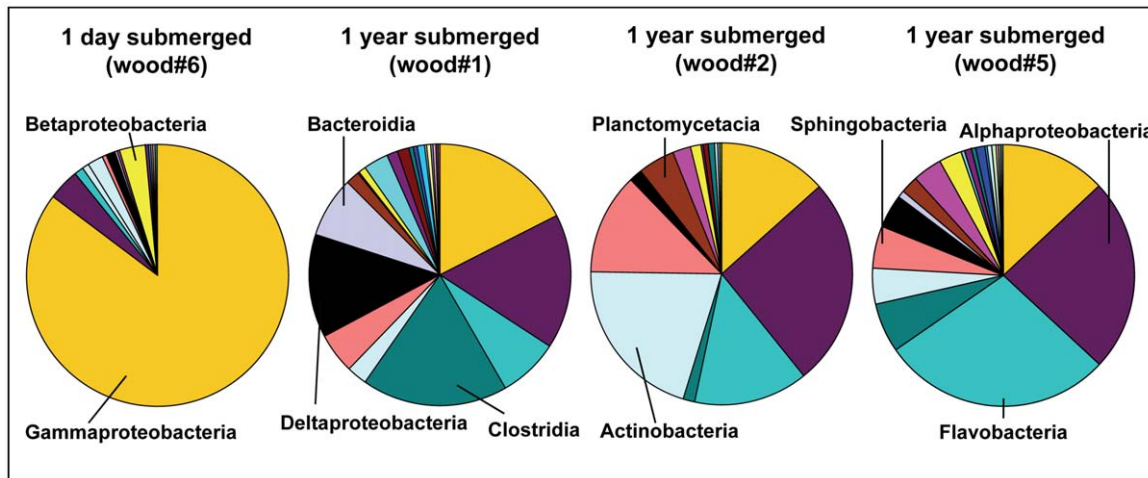 1 day submerged
(wood#6)
1 year submerged
(wood#1)
1 year submerged
(wood#2)
1 year submerged
(wood#5)
Betaproteobacteria
Bacteroidia
Planctomycetacia
Sphingobacteria
Alphaproteobacteria
Gammaproteobacteria
Deltaproteobacteria
Clostridia
Actinobacteria
Flavobacteria